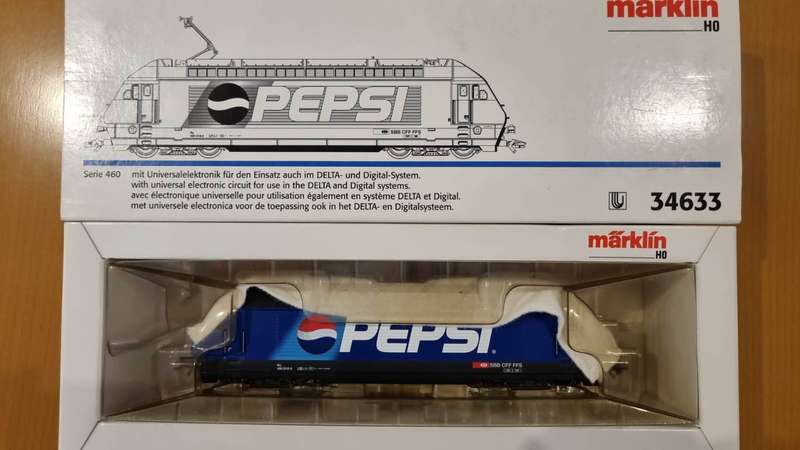 märklin
H0
PEPSI
SBB CFF FFS
Serie 460 mit Universalelektronik für den Einsatz auch im DELTA- und Digital-System.
with universal electronic circuit for use in the DELTA and Digital systems.
avec électronique universelle pour utilisation également en système DELTA et Digital.
met universele electronica voor de toepassing ook in het DELTA- en Digitalsysteem.
34633
märklin
H0
PEPSI
®
SBB CFF FFS